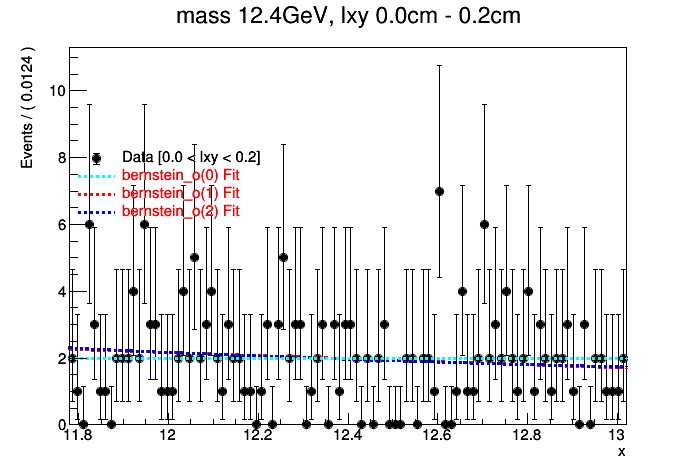 mass 12.4GeV, lxy 0.0cm - 0.2cm
Events / ( 0.0124 )
10
8
6
4
2
0
Data [0.0 < lxy < 0.2]
bernstein_o(0) Fit
bernstein_o(1) Fit
bernstein_o(2) Fit
11.8 12 12.2 12.4 12.6 12.8 13
x